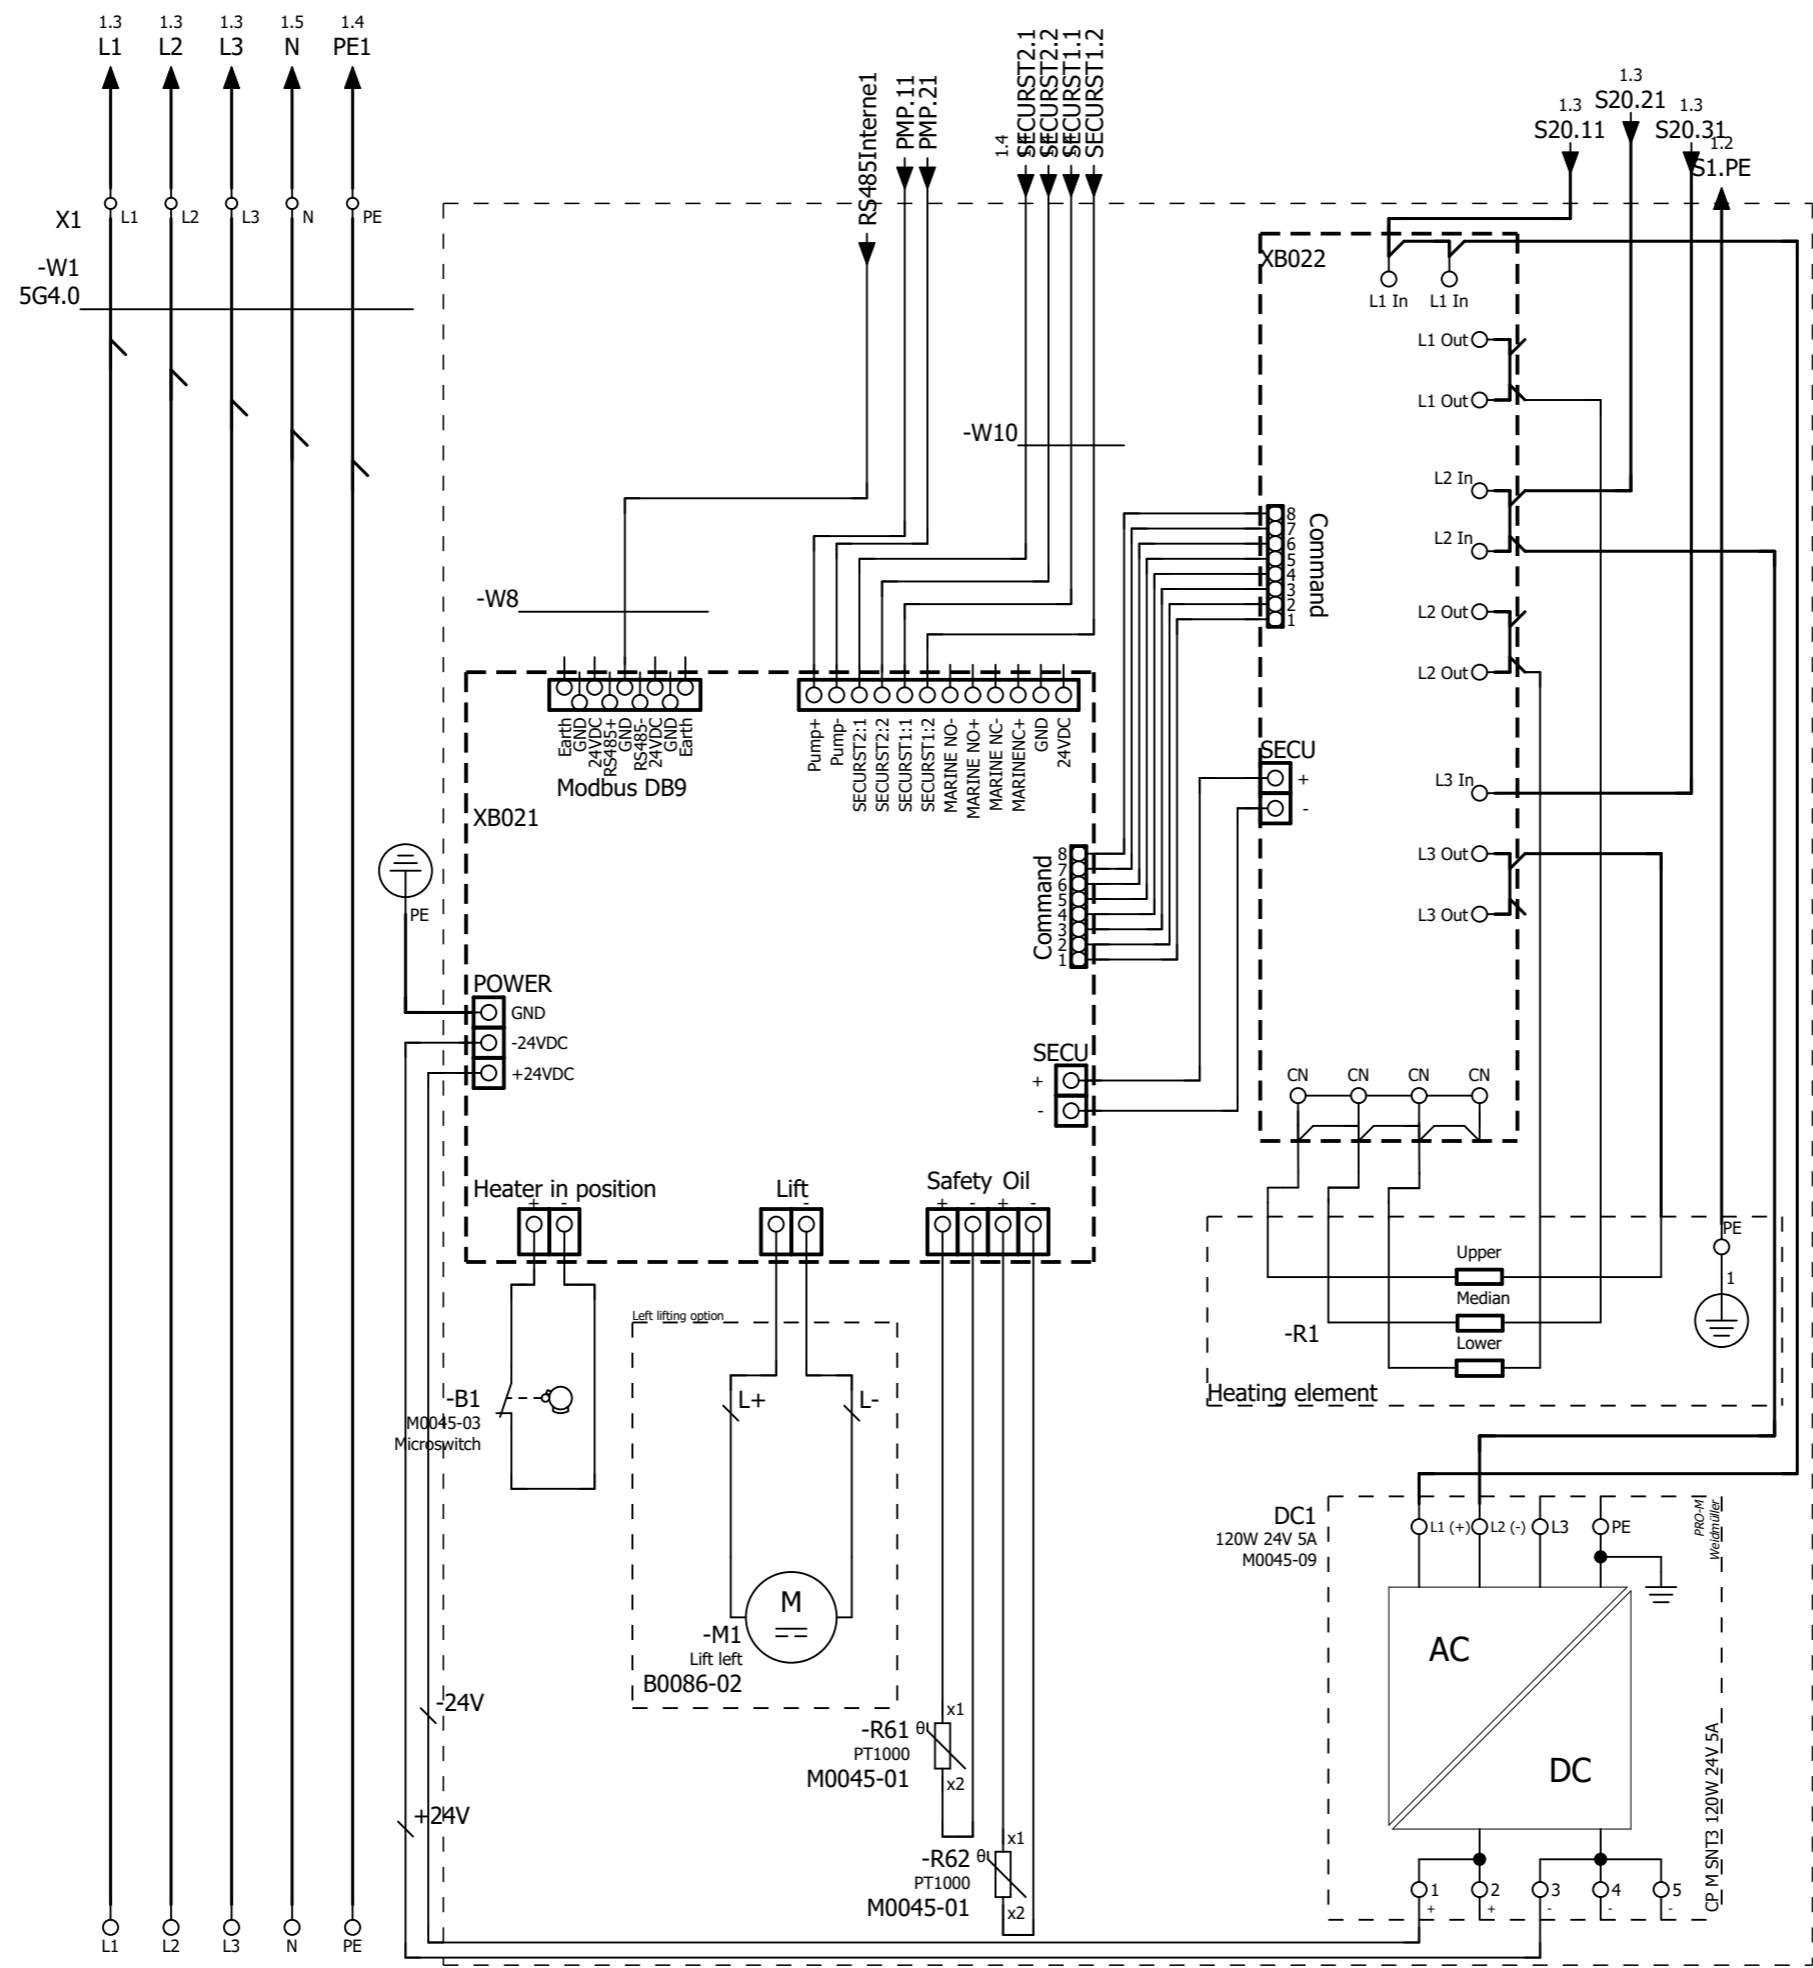 1.3
L1
1.3
L2
1.3
L3
1.5
N
1.4
PE1
RS485Interne1
PMP.11
PMP.21
1.4
SECURST2.1
SECURST2.2
SECURST1.1
SECURST1.2
1.3
S20.11
1.3
S20.21
1.3
S20.31
1.2
S1.PE
X1
L1
L2
L3
N
PE
-W1
5G4.0
XB022
L1 In
L1 In
L1 Out
L1 Out
-W10
L2 In
L2 In
8
7
6
5
4
3
2
1
Command
-W8
L2 Out
L2 Out
Earth
GND
24VDC
RS485+
GND
RS485-
24VDC
GND
Earth
Modbus DB9
Pump+
Pump-
SECURST2:1
SECURST2:2
SECURST1:1
SECURST1:2
MARINE NO-
MARINE NO+
MARINE NC-
MARINENC+
GND
24VDC
SECU
+
-
L3 In
XB021
L3 Out
L3 Out
Command
8
7
6
5
4
3
2
1
PE
POWER
GND
-24VDC
+24VDC
SECU
+
-
CN
CN
CN
CN
Heater in position
+ -
Lift
-
Safety Oil
+ - + -
PE
1
Upper
Median
Lower
-R1
Heating element
Left lifting option
-B1
M0045-03
Microswitch
L+
L-
DC1
120W 24V 5A
M0045-09
L1 (+)
L2 (-)
L3
PE
PRO-M
Weidmüller
M
-M1
Lift left
B0086-02
AC
DC
CP M SNT3 120W 24V 5A
-24V
+24V
x1
-R61
θ
PT1000
M0045-01
x2
x1
-R62
θ
PT1000
M0045-01
x2
1
+
2
+
3
-
4
-
5
-
L1
L2
L3
N
PE